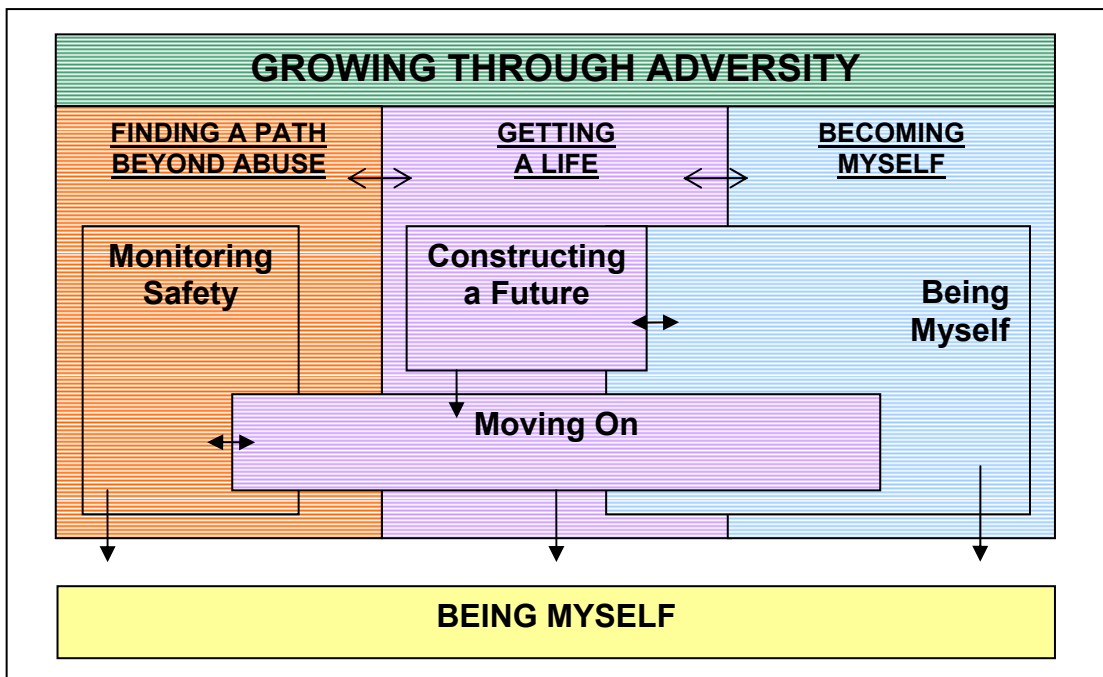 GROWING THROUGH ADVERSITY
FINDING A PATH
BEYOND ABUSE
GETTING
A LIFE
BECOMING
MYSELF
Monitoring
Safety
Constructing
a Future
Being
Myself
Moving On
BEING MYSELF